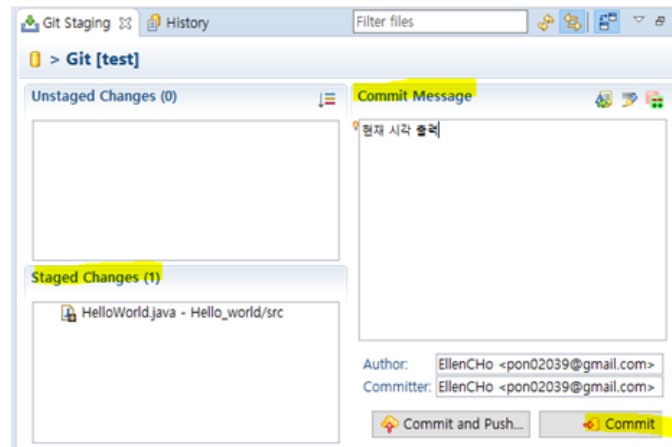 Git Staging
History
Filter files
> Git [test]
Unstaged Changes (0)
Commit Message
현재 시각 출력
Staged Changes (1)
HelloWorld.java - Hello_world/src
Author:
EllenCHo <pon02039@gmail.com>
Committer:
EllenCHo <pon02039@gmail.com>
Commit and Push...
Commit